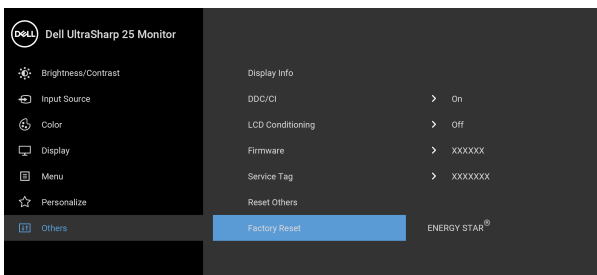 DELL Dell UltraSharp 25 Monitor
Brightness/Contrast Display Info
Input Source DDC/CI > On
Color LCD Conditioning > Off
Display Firmware > XXXXXX
Menu Service Tag > XXXXXXX
Personalize Reset Others
Others Factory Reset ENERGY STAR®